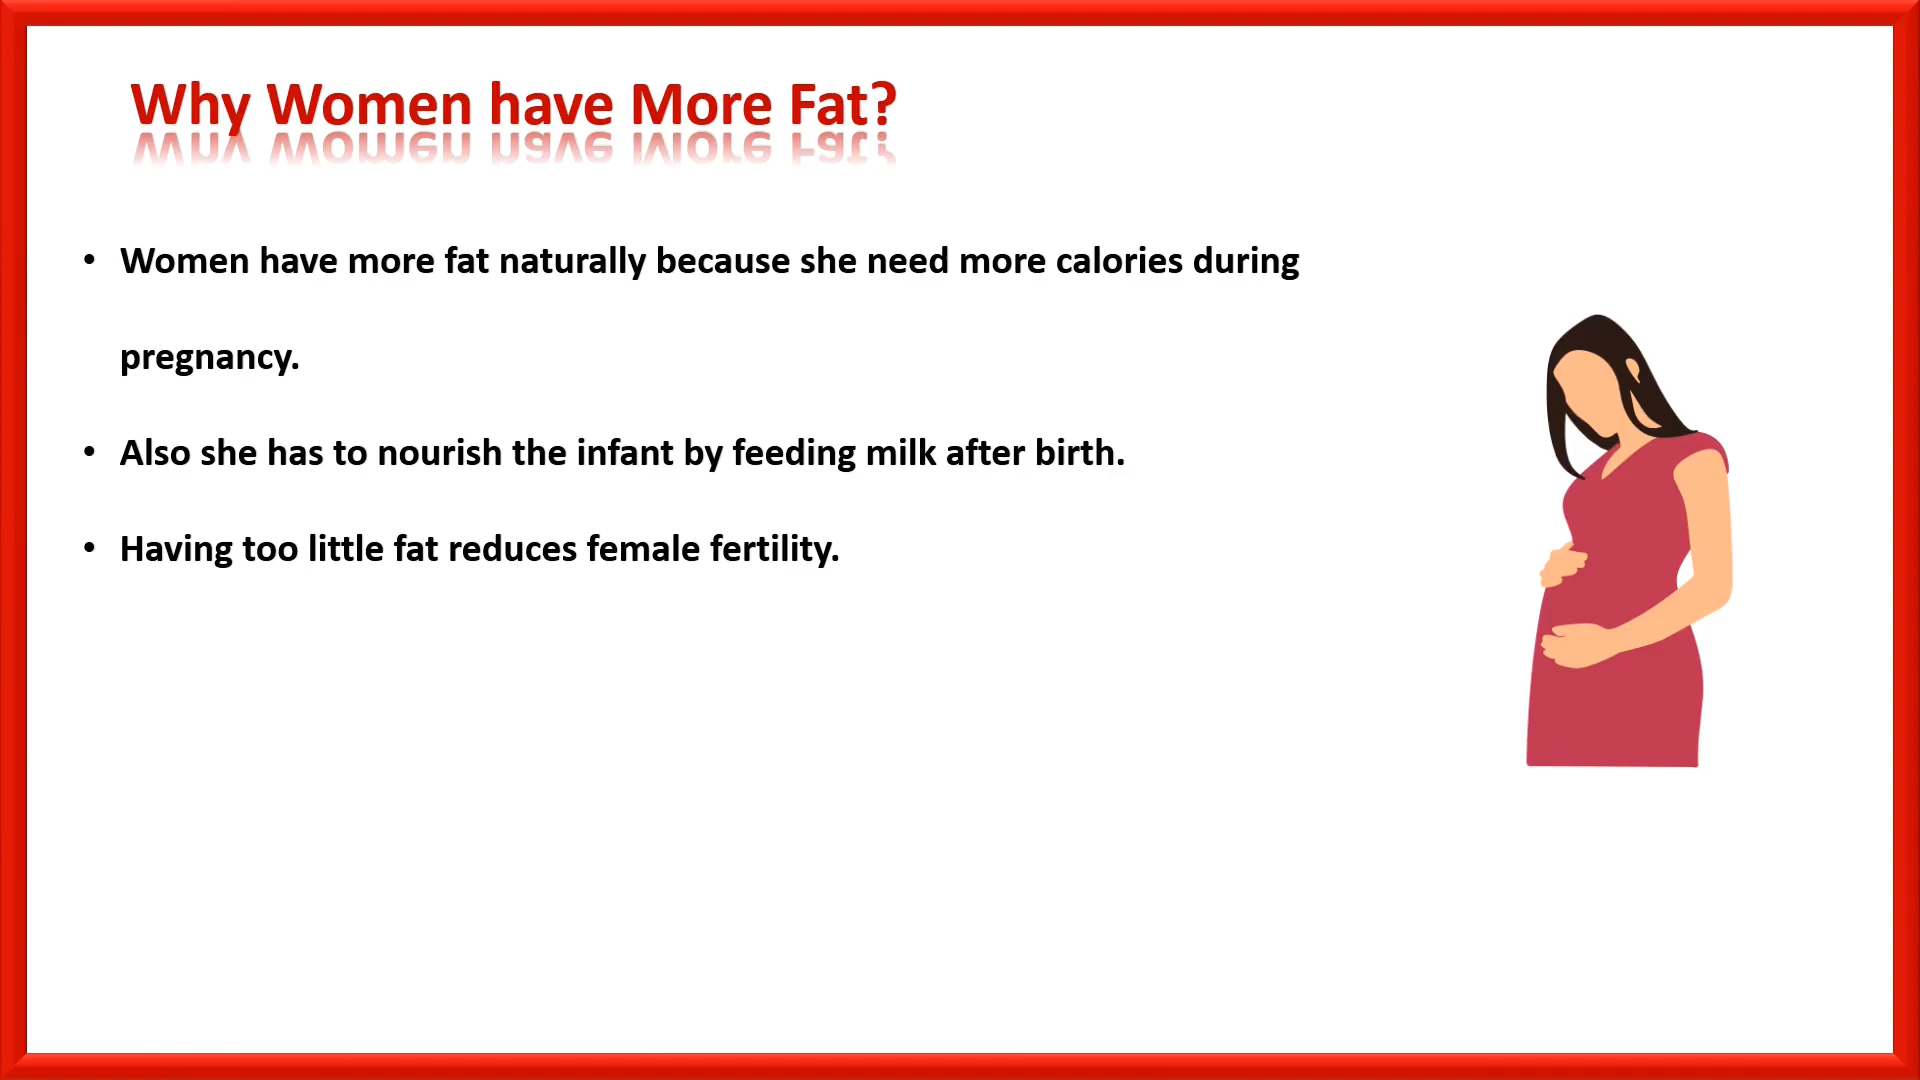 Why Women have More Fat?
• Women have more fat naturally because she need more calories during
pregnancy.
• Also she has to nourish the infant by feeding milk after birth.
• Having too little fat reduces female fertility.